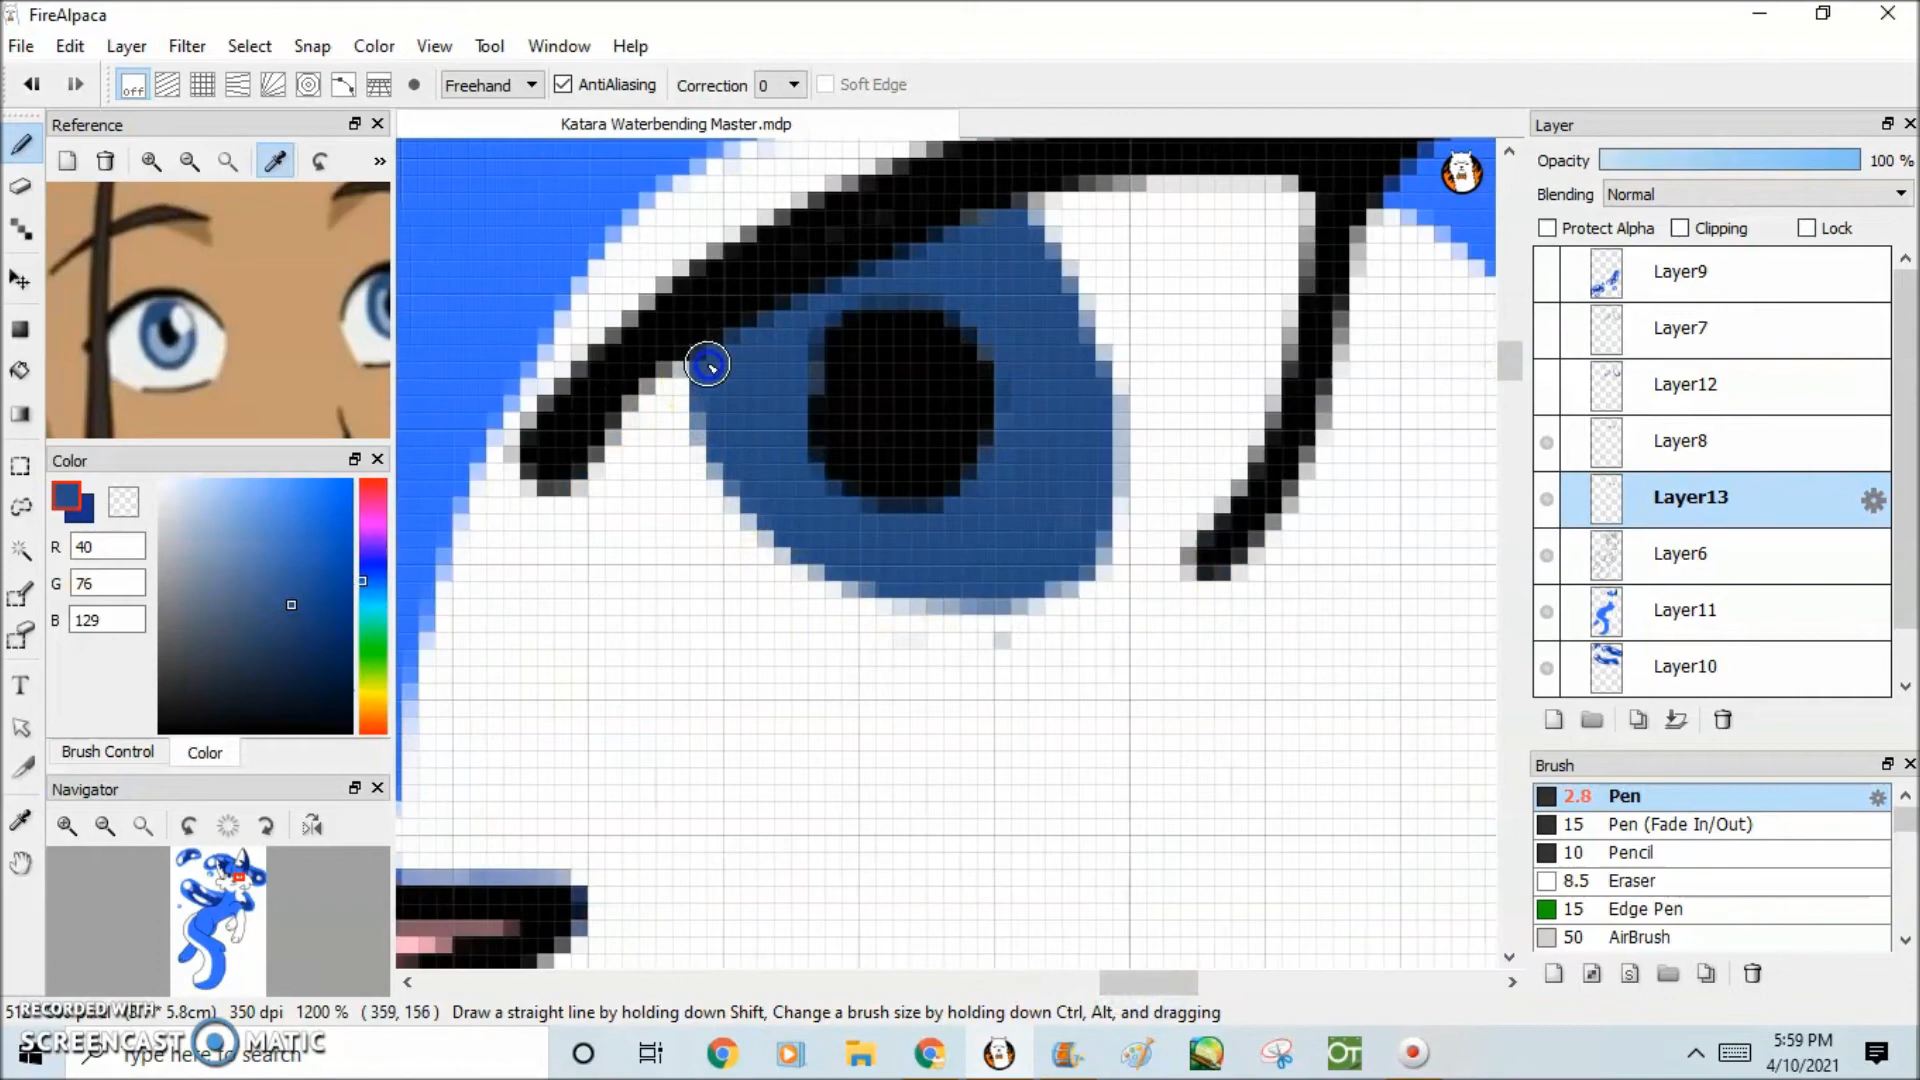 FireAlpaca
File Edit Layer Filter Select Snap Color View Tool Window Help
off Freehand AntiAliasing Correction 0 Soft Edge
Reference
Katara Waterbending Master.mdp
Layer
Opacity 100 %
Blending Normal
Protect Alpha Clipping Lock
Layer9
Layer7
Layer12
Layer8
Layer13
Layer6
Layer11
Layer10
Color
R 40
G 76
B 129
Brush Control Color
Navigator
Brush
2.8 Pen
15 Pen (Fade In/Out)
10 Pencil
8.5 Eraser
15 Edge Pen
50 AirBrush
5.8cm) 350 dpi 1200 % ( 359, 156 ) Draw a straight line by holding down Shift, Change a brush size by holding down Ctrl, Alt, and dragging
RECORDED WITH
SCREENCAST MATIC
Type here to search
OT
5:59 PM
4/10/2021